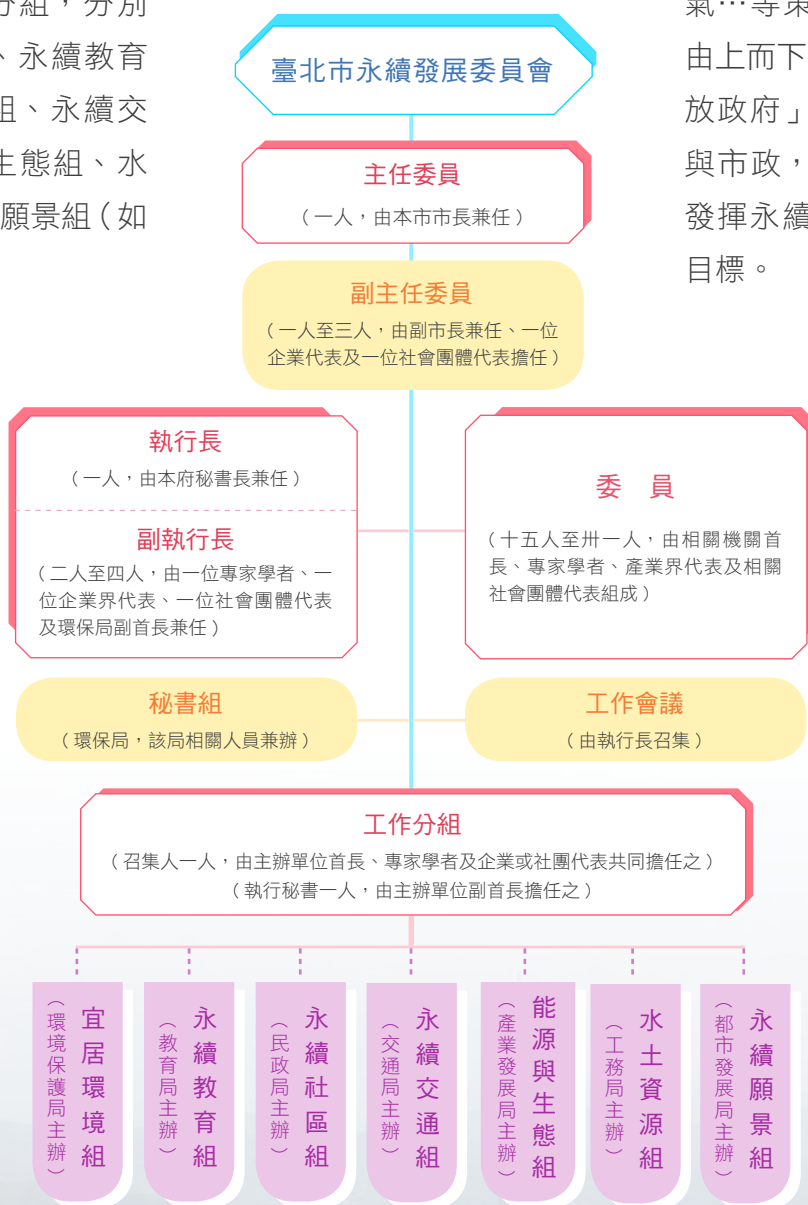 分組，分別
、永續教育
組、永續交
生態組、水
願景組（如
氣…等策
由上而下
放政府」
與市政，
發揮永續
目標。
臺北市永續發展委員會
主任委員
（一人，由本市市長兼任）
副主任委員
（一人至三人，由副市長兼任、一位
企業代表及一位社會團體代表擔任）
執行長
（一人，由本府秘書長兼任）
副執行長
（二人至四人，由一位專家學者、一
位企業界代表、一位社會團體代表
及環保局副首長兼任）
委　員
（十五人至卅一人，由相關機關首
長、專家學者、產業界代表及相關
社會團體代表組成）
秘書組
（環保局，該局相關人員兼辦）
工作會議
（由執行長召集）
工作分組
（召集人一人，由主辦單位首長、專家學者及企業或社團代表共同擔任之）
（執行秘書一人，由主辦單位副首長擔任之）
宜居環境組
（環境保護局主辦）
永續教育組
（教育局主辦）
永續社區組
（民政局主辦）
永續交通組
（交通局主辦）
能源與生態組
（產業發展局主辦）
水土資源組
（工務局主辦）
永續願景組
（都市發展局主辦）